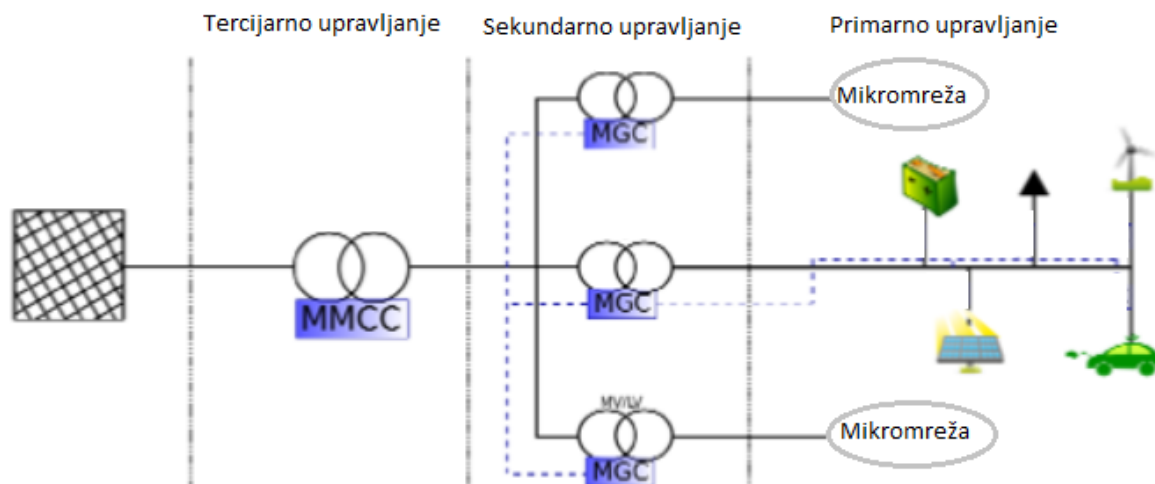 Tercijarno upravljanje
Sekundarno upravljanje
Primarno upravljanje
MGC
Mikromreža
MMCC
MGC
MV/LV
MGC
Mikromreža